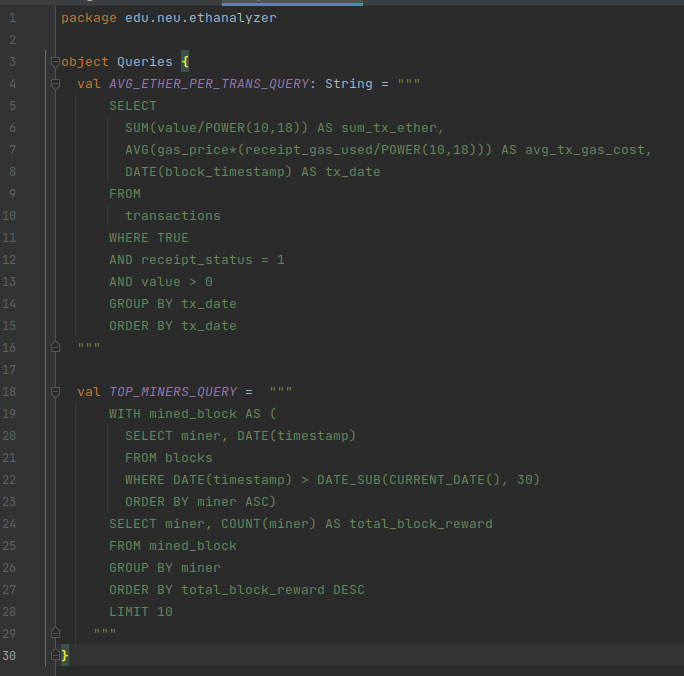 1 package edu.neu.ethanalyzer
2
3 object Queries {
4   val AVG_ETHER_PER_TRANS_QUERY: String = """
5       SELECT
6         SUM(value/POWER(10,18)) AS sum_tx_ether,
7         AVG(gas_price*(receipt_gas_used/POWER(10,18))) AS avg_tx_gas_cost,
8         DATE(block_timestamp) AS tx_date
9       FROM
10         transactions
11       WHERE TRUE
12       AND receipt_status = 1
13       AND value > 0
14       GROUP BY tx_date
15       ORDER BY tx_date
16   """
17
18   val TOP_MINERS_QUERY =  """
19       WITH mined_block AS (
20         SELECT miner, DATE(timestamp)
21         FROM blocks
22         WHERE DATE(timestamp) > DATE_SUB(CURRENT_DATE(), 30)
23         ORDER BY miner ASC)
24       SELECT miner, COUNT(miner) AS total_block_reward
25       FROM mined_block
26       GROUP BY miner
27       ORDER BY total_block_reward DESC
28       LIMIT 10
29     """
30 }